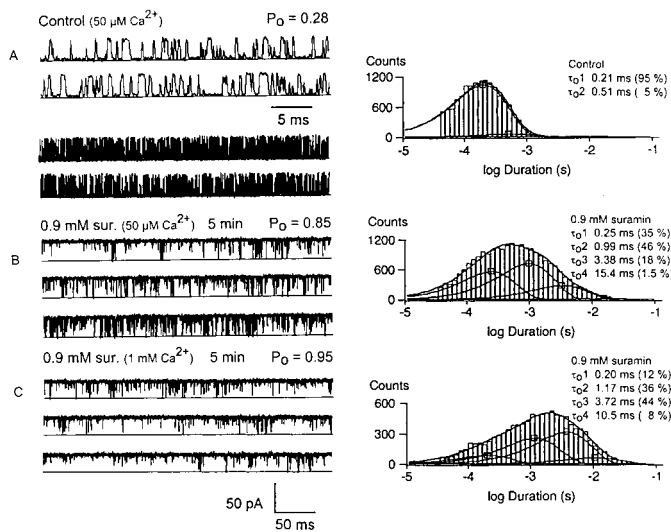 Control (50 µM Ca2+) Po = 0.28
A
5 ms
Control
τo1 0.21 ms (95 %)
τo2 0.51 ms ( 5 %)
Counts
1200
600
0
-5 -4 -3 -2 -1
log Duration (s)
0.9 mM sur. (50 µM Ca2+) 5 min Po = 0.85
B
0.9 mM suramin
τo1 0.25 ms (35 %)
τo2 0.99 ms (46 %)
τo3 3.38 ms (18 %)
τo4 15.4 ms (1.5 %
Counts
1200
600
0
-5 -4 -3 -2 -1
log Duration (s)
0.9 mM sur. (1 mM Ca2+) 5 min Po = 0.95
C
0.9 mM suramin
τo1 0.20 ms (12 %)
τo2 1.17 ms (36 %)
τo3 3.72 ms (44 %)
τo4 10.5 ms ( 8 %)
Counts
600
300
0
-5 -4 -3 -2 -1
log Duration (s)
50 pA
50 ms